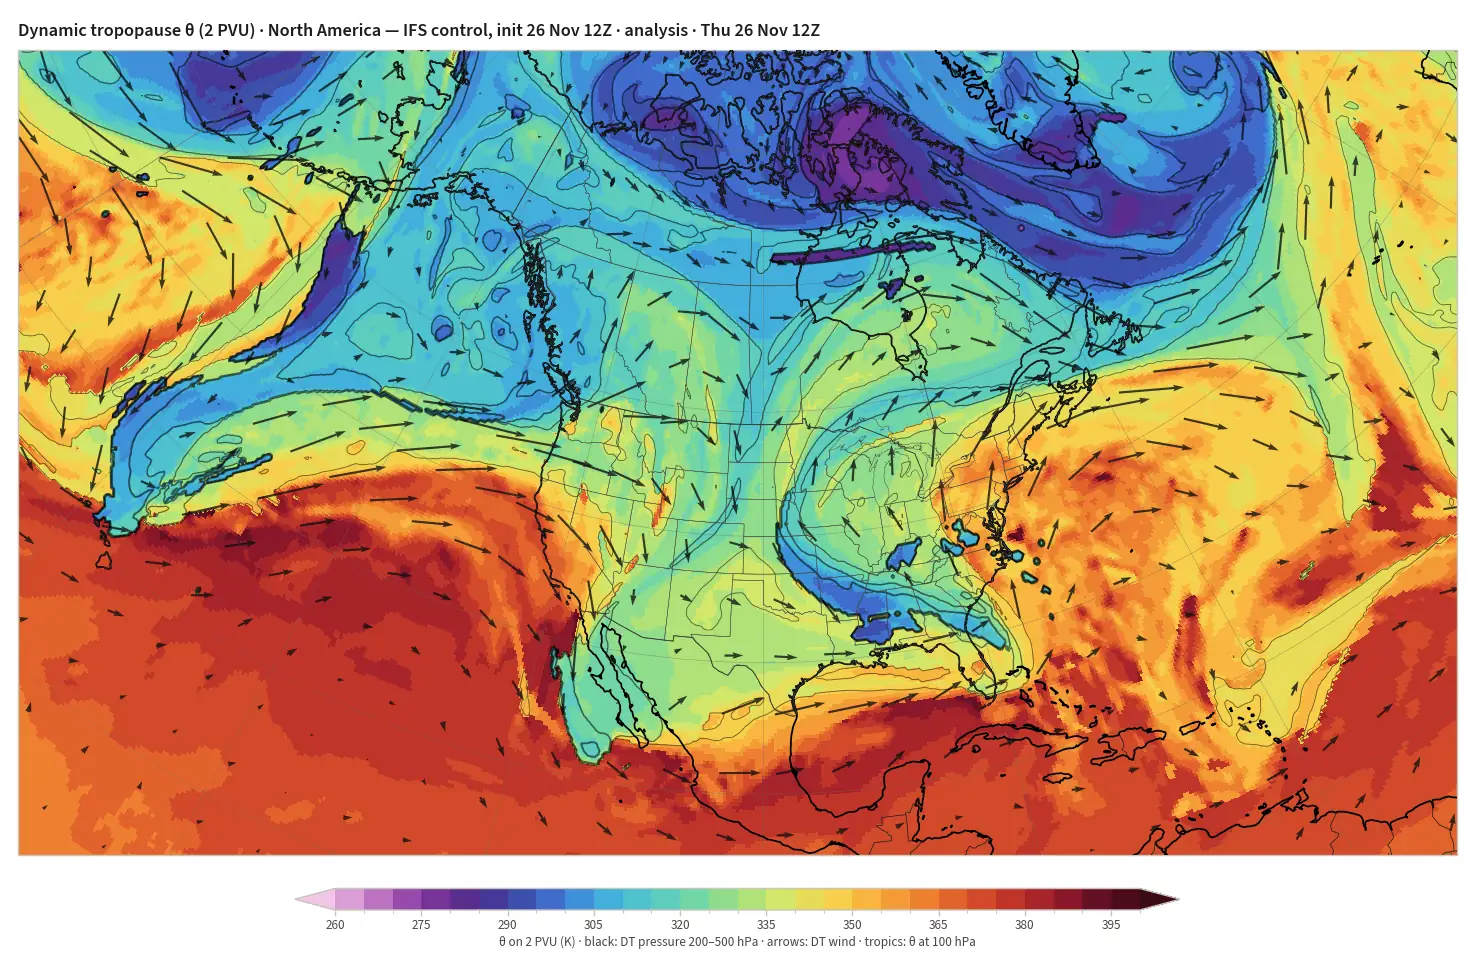 Dynamic tropopause θ (2 PVU) · North America — IFS control, init 26 Nov 12Z · analysis · Thu 26 Nov 12Z
260 275 290 305 320 335 350 365 380 395
θ on 2 PVU (K) · black: DT pressure 200–500 hPa · arrows: DT wind · tropics: θ at 100 hPa